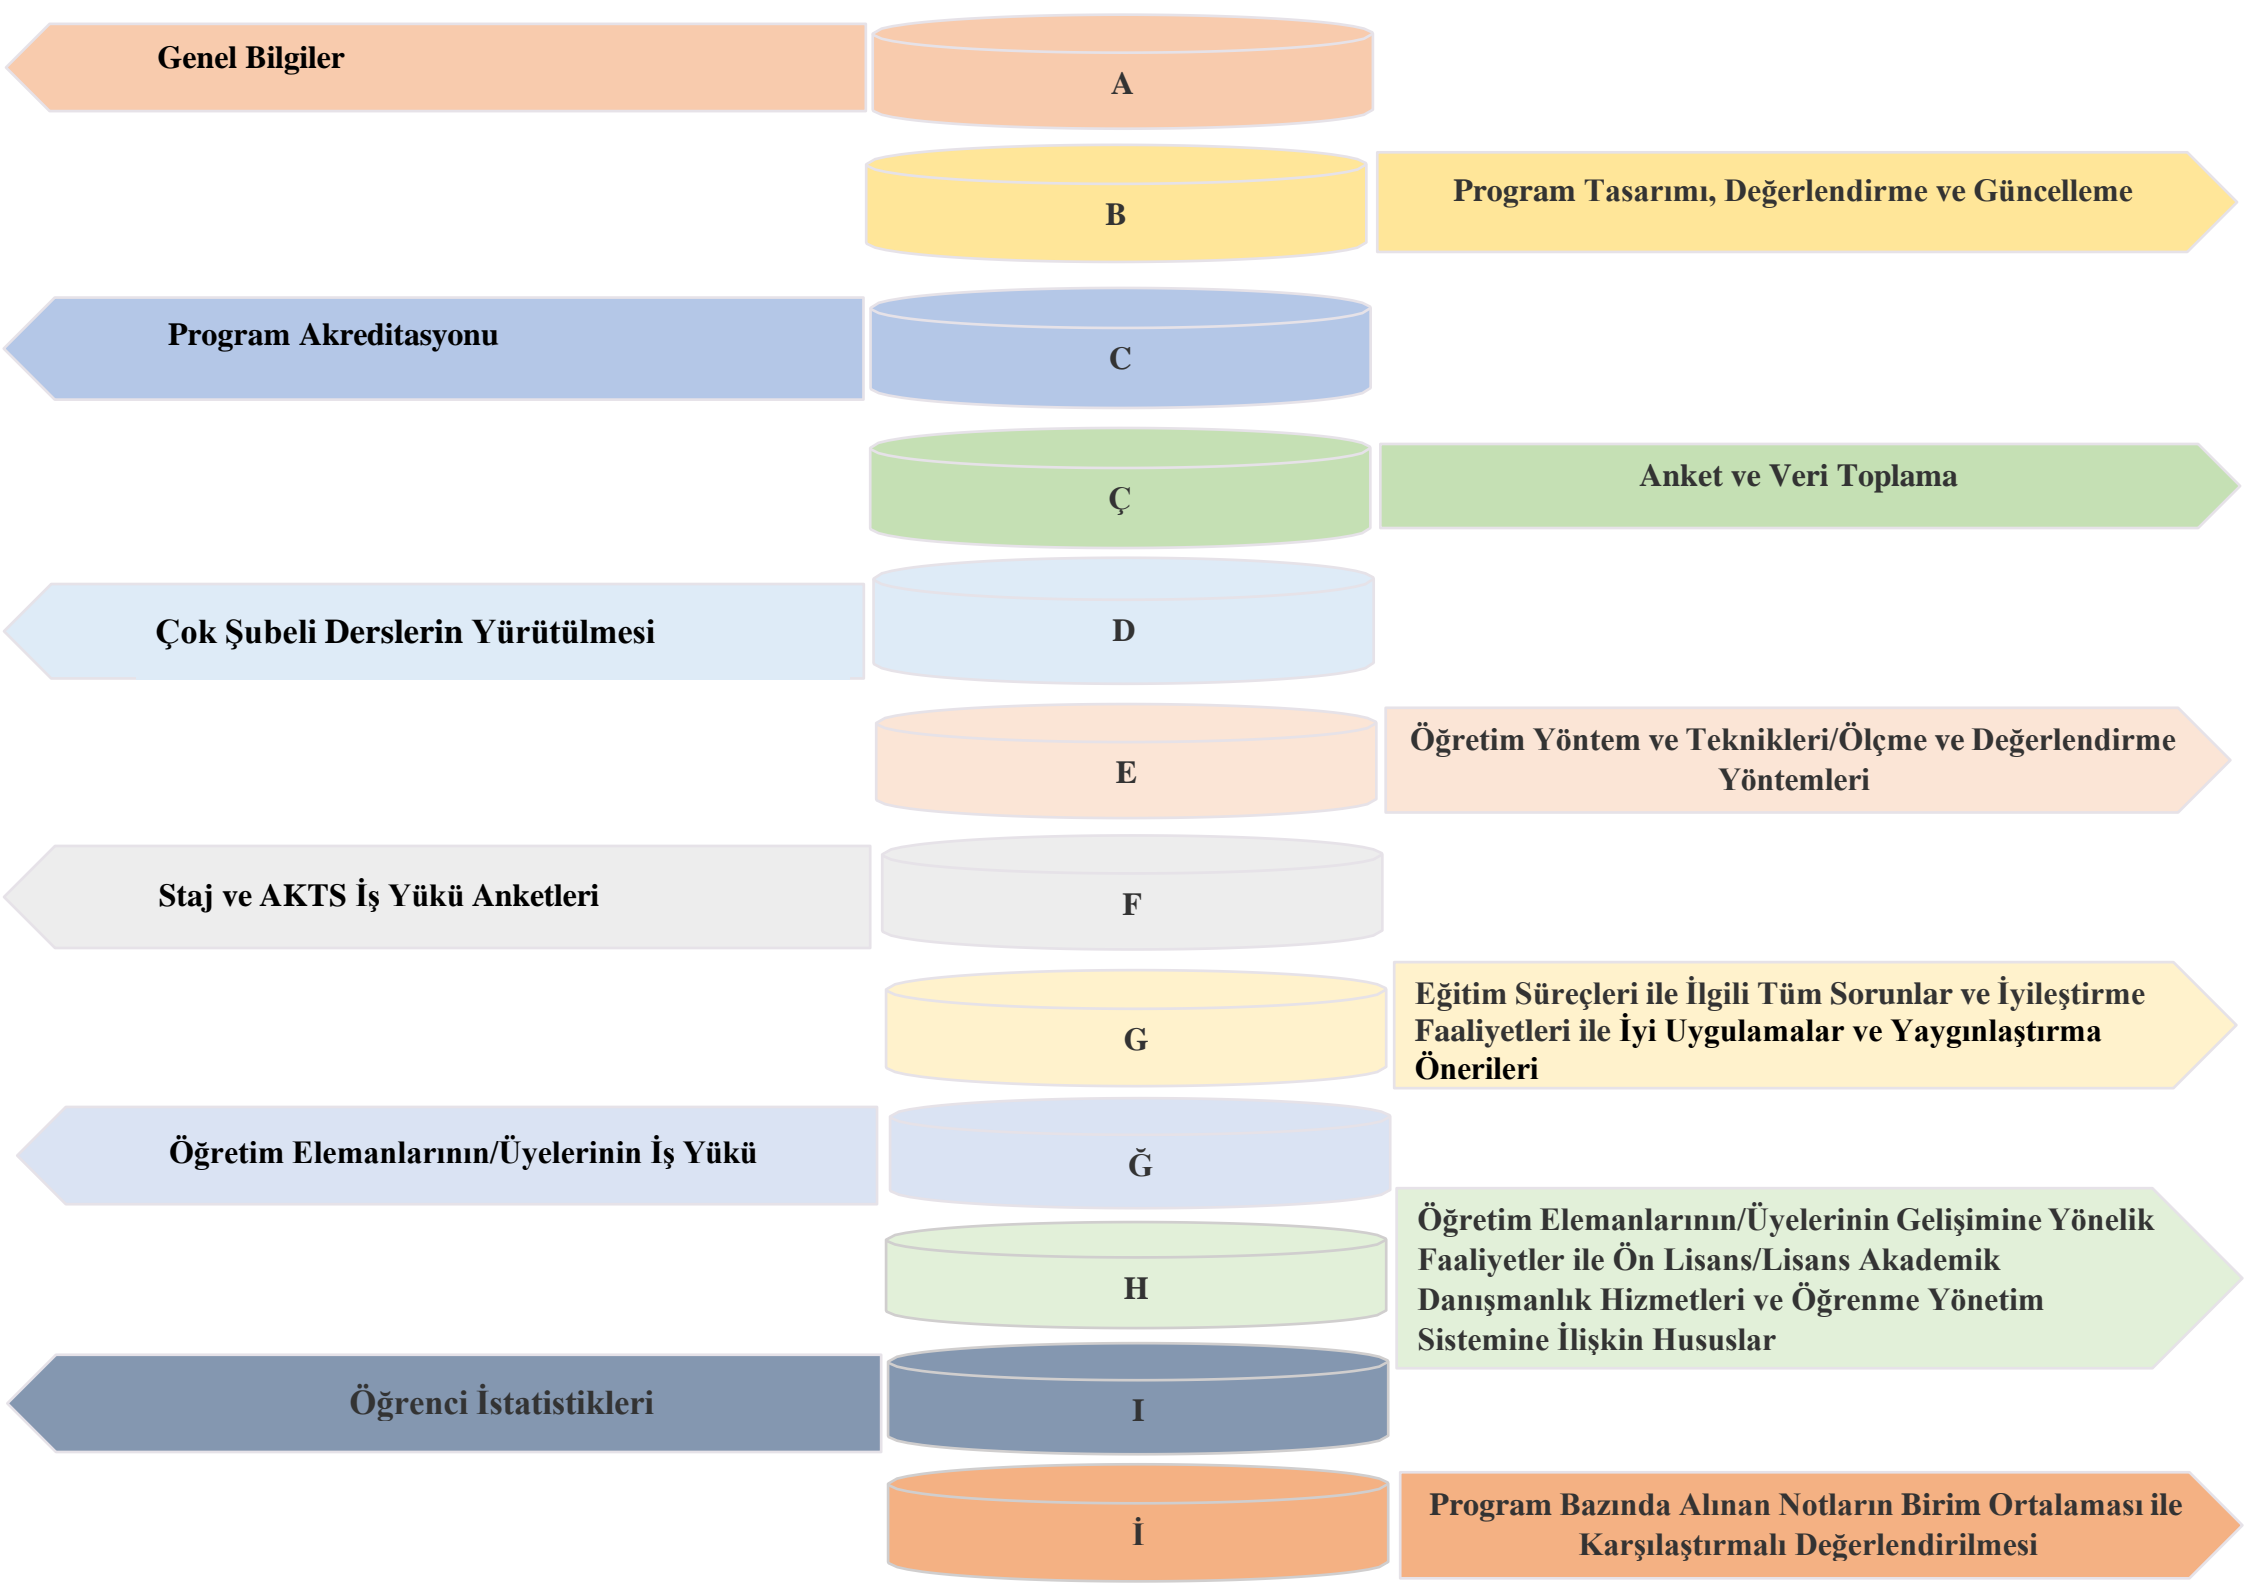 Genel Bilgiler
A
B
Program Tasarımı, Değerlendirme ve Güncelleme
Program Akreditasyonu
C
Ç
Anket ve Veri Toplama
Çok Şubeli Derslerin Yürütülmesi
D
E
Öğretim Yöntem ve Teknikleri/Ölçme ve Değerlendirme
Yöntemleri
Staj ve AKTS İş Yükü Anketleri
F
G
Eğitim Süreçleri ile İlgili Tüm Sorunlar ve İyileştirme
Faaliyetleri ile İyi Uygulamalar ve Yaygınlaştırma
Önerileri
Öğretim Elemanlarının/Üyelerinin İş Yükü
Ğ
H
Öğretim Elemanlarının/Üyelerinin Gelişimine Yönelik
Faaliyetler ile Ön Lisans/Lisans Akademik
Danışmanlık Hizmetleri ve Öğrenme Yönetim
Sistemine İlişkin Hususlar
Öğrenci İstatistikleri
I
İ
Program Bazında Alınan Notların Birim Ortalaması ile
Karşılaştırmalı Değerlendirilmesi